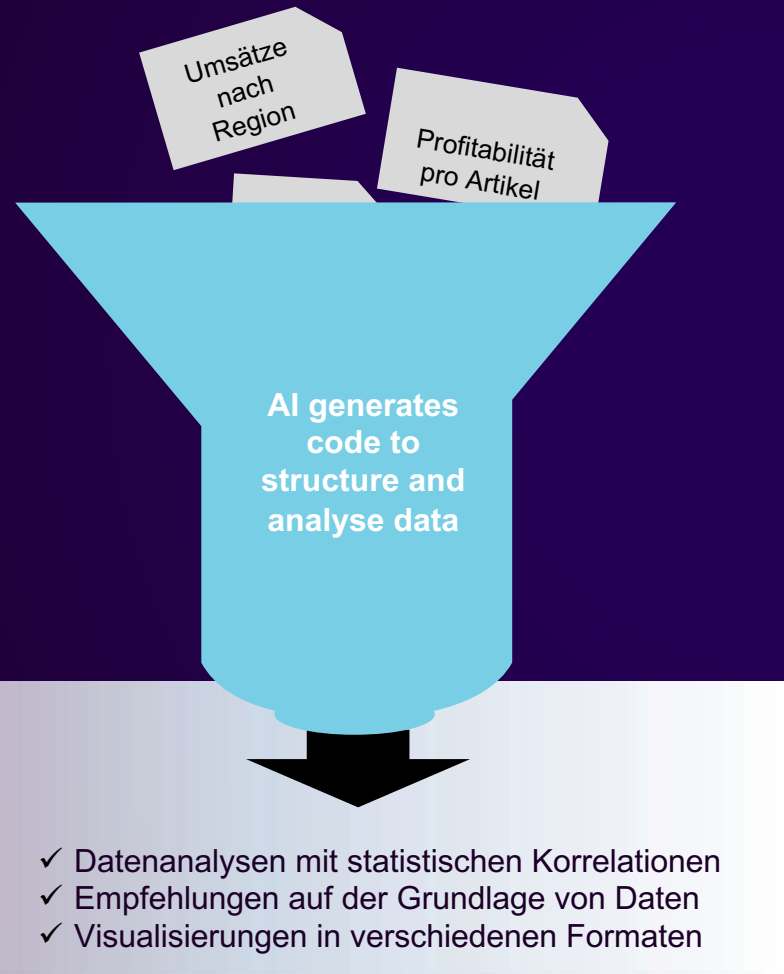 Umsätze
nach
Region
Profitabilität
pro Artikel
AI generates
code to
structure and
analyse data
✓ Datenanalysen mit statistischen Korrelationen
✓ Empfehlungen auf der Grundlage von Daten
✓ Visualisierungen in verschiedenen Formaten